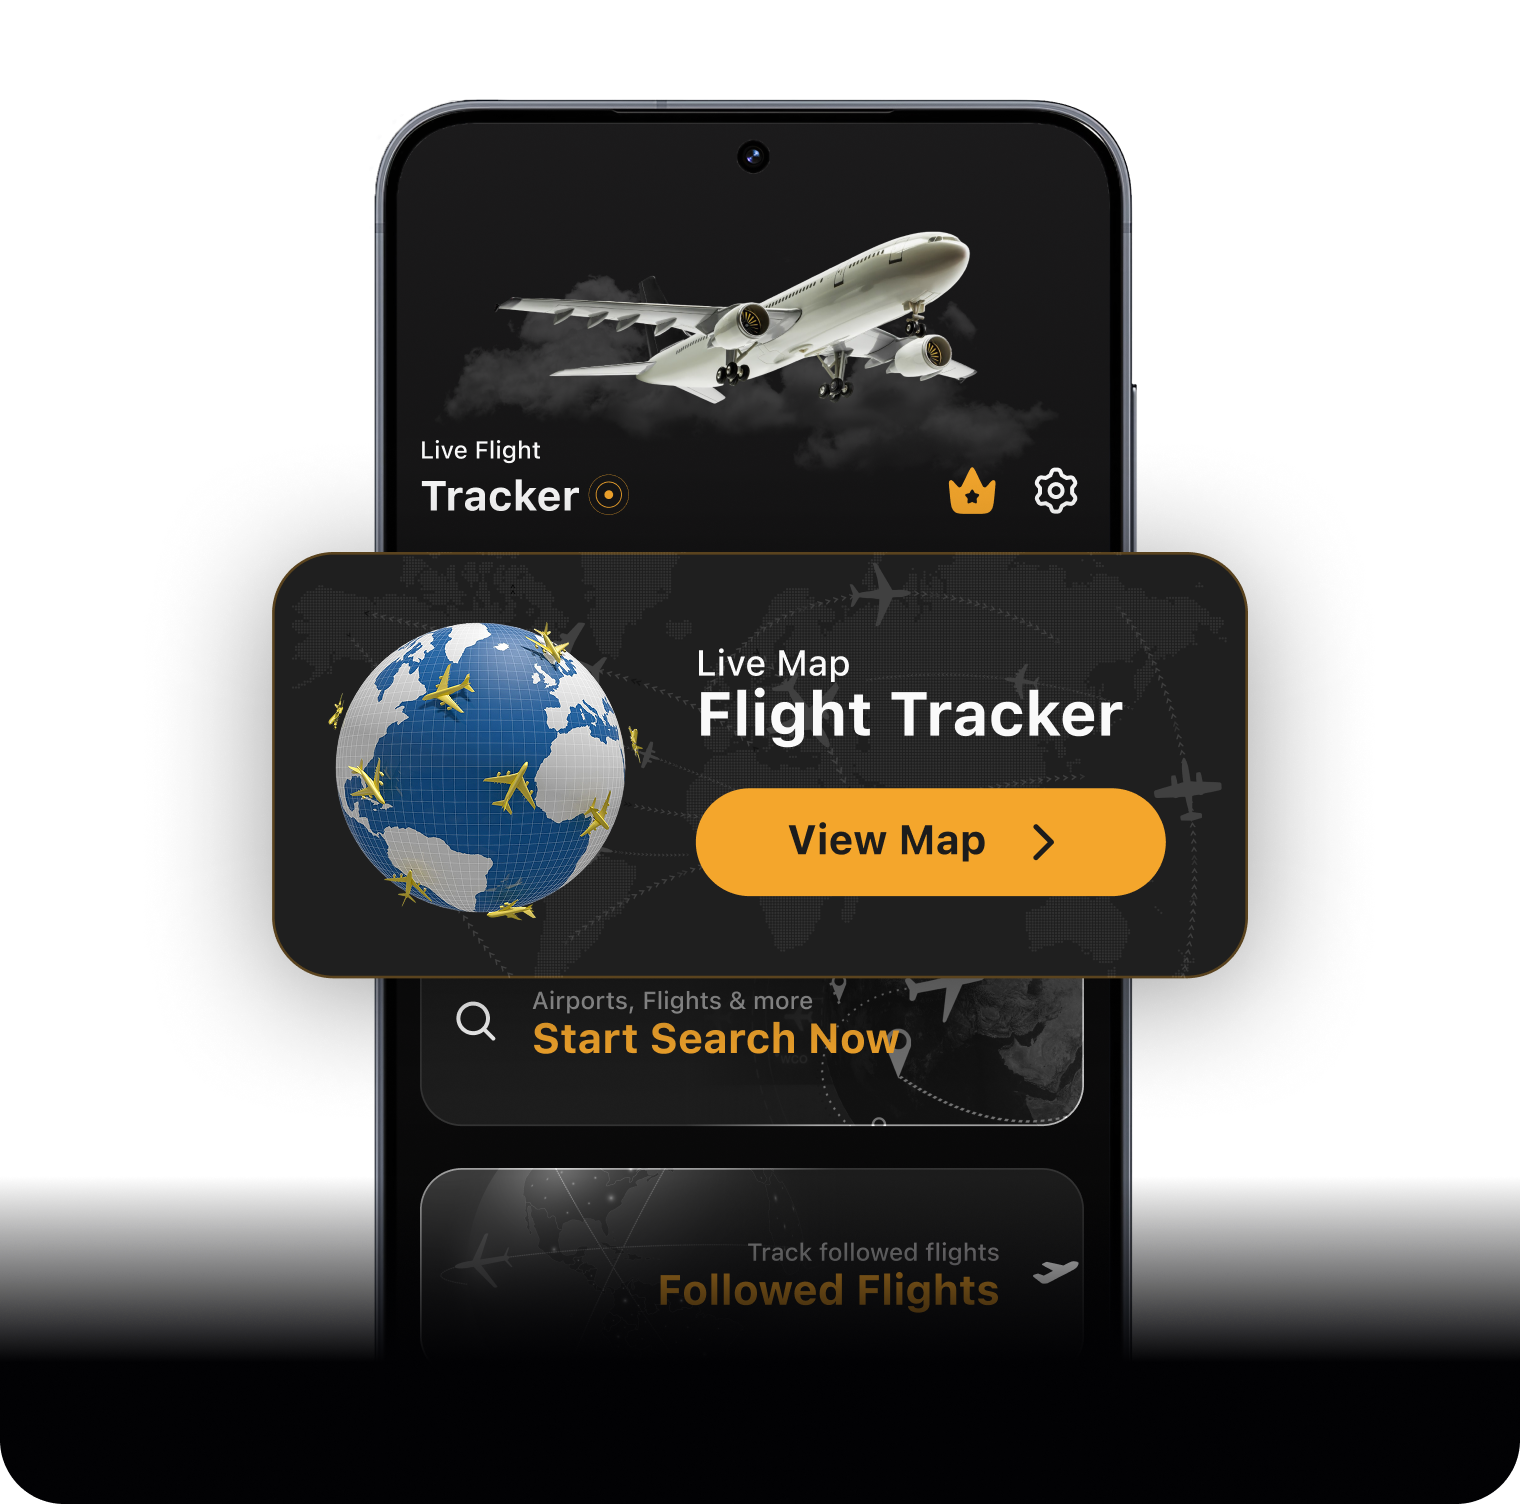 Live Flight
Tracker
Live Map
Flight Tracker
View Map
Airports, Flights & more
Start Search Now
Track followed flights
Followed Flights